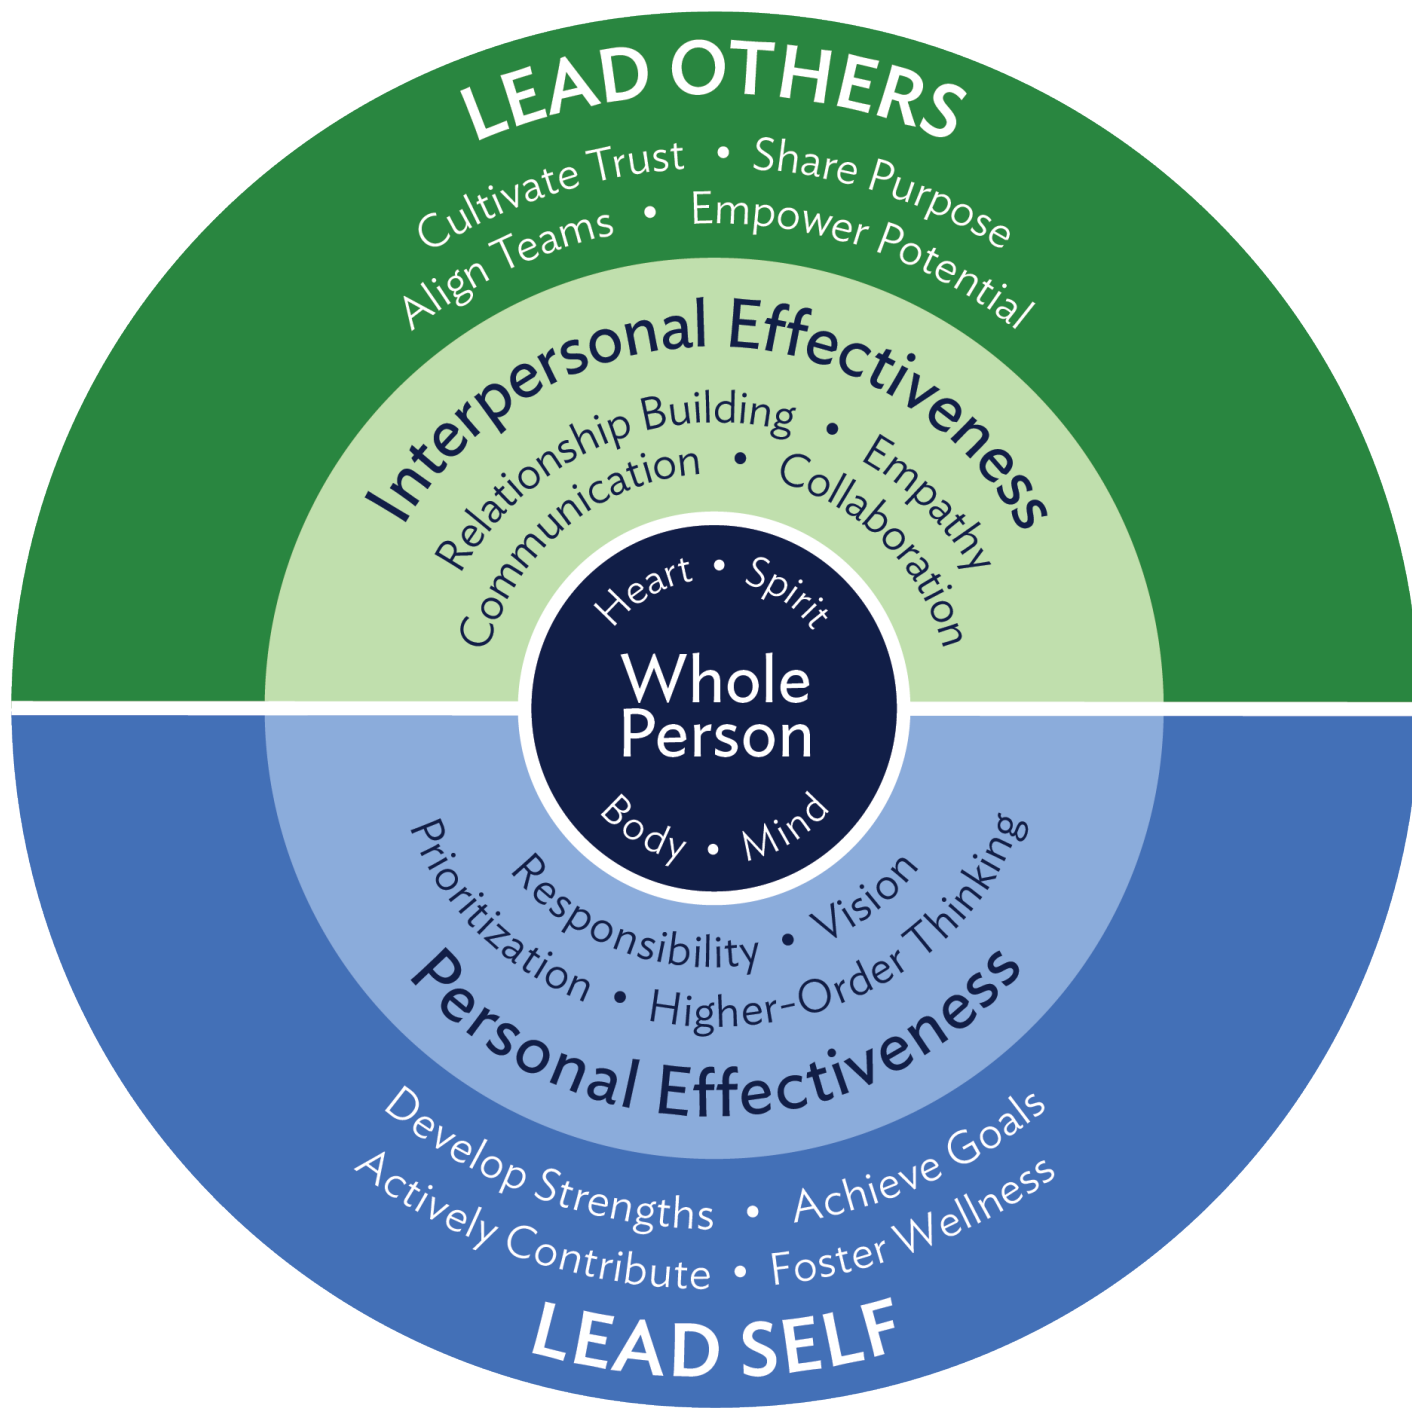 LEAD OTHERS
Cultivate Trust • Share Purpose
Align Teams • Empower Potential
Interpersonal Effectiveness
Relationship Building • Empathy
Communication • Collaboration
Heart • Spirit
Whole
Person
Body • Mind
Responsibility • Vision
Prioritization • Higher-Order Thinking
Personal Effectiveness
Develop Strengths • Achieve Goals
Actively Contribute • Foster Wellness
LEAD SELF